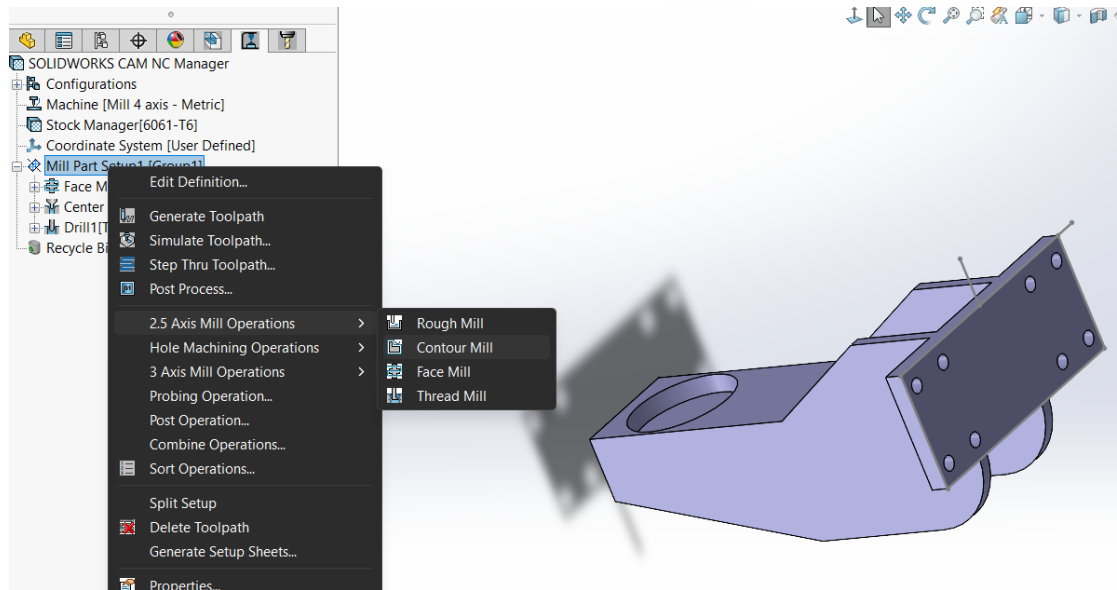 SOLIDWORKS CAM NC Manager
Configurations
Machine [Mill 4 axis - Metric]
Stock Manager[6061-T6]
Coordinate System [User Defined]
Mill Part Setup1 [Group1]
Face M
Center
Drill1[T
Recycle Bi
Edit Definition...
Generate Toolpath
Simulate Toolpath...
Step Thru Toolpath...
Post Process...
2.5 Axis Mill Operations
Hole Machining Operations
3 Axis Mill Operations
Probing Operation...
Post Operation...
Combine Operations...
Sort Operations...
Split Setup
Delete Toolpath
Generate Setup Sheets...
Properties...
Rough Mill
Contour Mill
Face Mill
Thread Mill